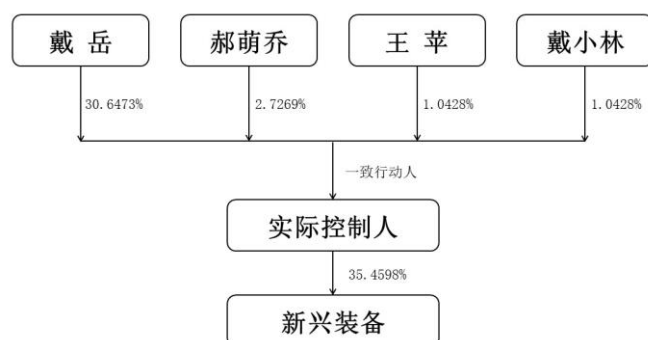 戴 岳 郝萌乔 王 苹 戴小林
30.6473% 2.7269% 1.0428% 1.0428%
一致行动人
实际控制人
35.4598%
新兴装备